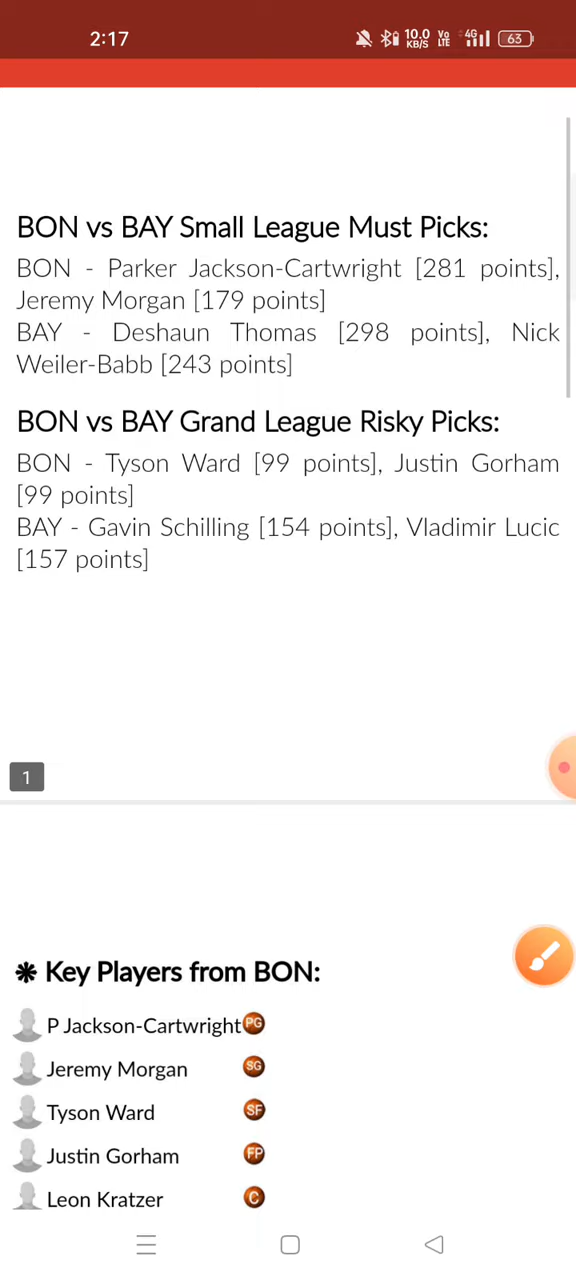 2:17
10.0 KB/S Vo LTE 4G 63
BON vs BAY Small League Must Picks:
BON - Parker Jackson-Cartwright [281 points],
Jeremy Morgan [179 points]
BAY - Deshaun Thomas [298 points], Nick
Weiler-Babb [243 points]
BON vs BAY Grand League Risky Picks:
BON - Tyson Ward [99 points], Justin Gorham
[99 points]
BAY - Gavin Schilling [154 points], Vladimir Lucic
[157 points]
1
✱ Key Players from BON:
P Jackson-Cartwright PG
Jeremy Morgan SG
Tyson Ward SF
Justin Gorham FP
Leon Kratzer C